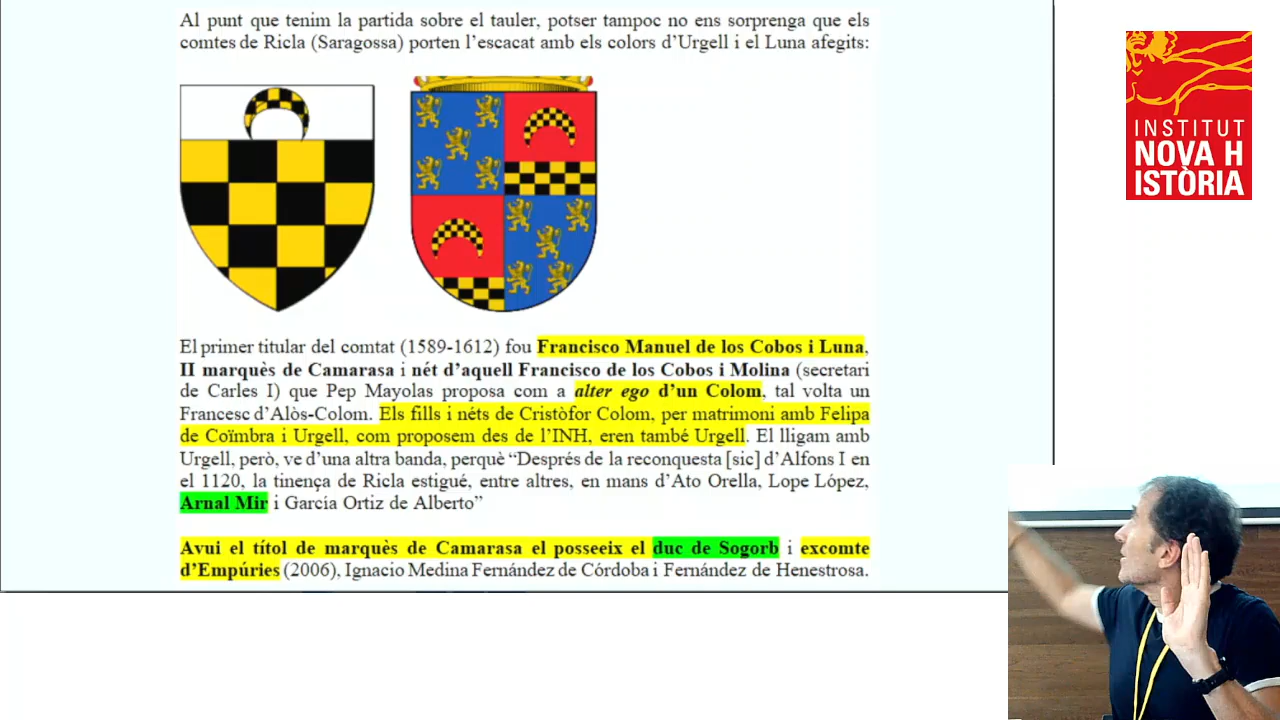 Al punt que tenim la partida sobre el tauler, potser tampoc no ens sorprenga que els
comtes de Ricla (Saragossa) porten l’escacat amb els colors d’Urgell i el Luna afegits:
INSTITUT
NOVA H
ISTÒRIA
El primer titular del comtat (1589-1612) fou Francisco Manuel de los Cobos i Luna,
II marquès de Camarasa i nét d’aquell Francisco de los Cobos i Molina (secretari
de Carles I) que Pep Mayolas proposa com a alter ego d’un Colom, tal volta un
Francesc d’Alòs-Colom. Els fills i néts de Cristòfor Colom, per matrimoni amb Felipa
de Coïmbra i Urgell, com proposem des de l’INH, eren també Urgell. El lligam amb
Urgell, però, ve d’una altra banda, perquè “Després de la reconquesta [sic] d’Alfons I en
el 1120, la tinença de Ricla estigué, entre altres, en mans d’Ato Orella, Lope López,
Arnal Mir i García Ortiz de Alberto”
Avui el títol de marquès de Camarasa el posseeix el duc de Sogorb i excomte
d’Empúries (2006), Ignacio Medina Fernández de Córdoba i Fernández de Henestrosa.